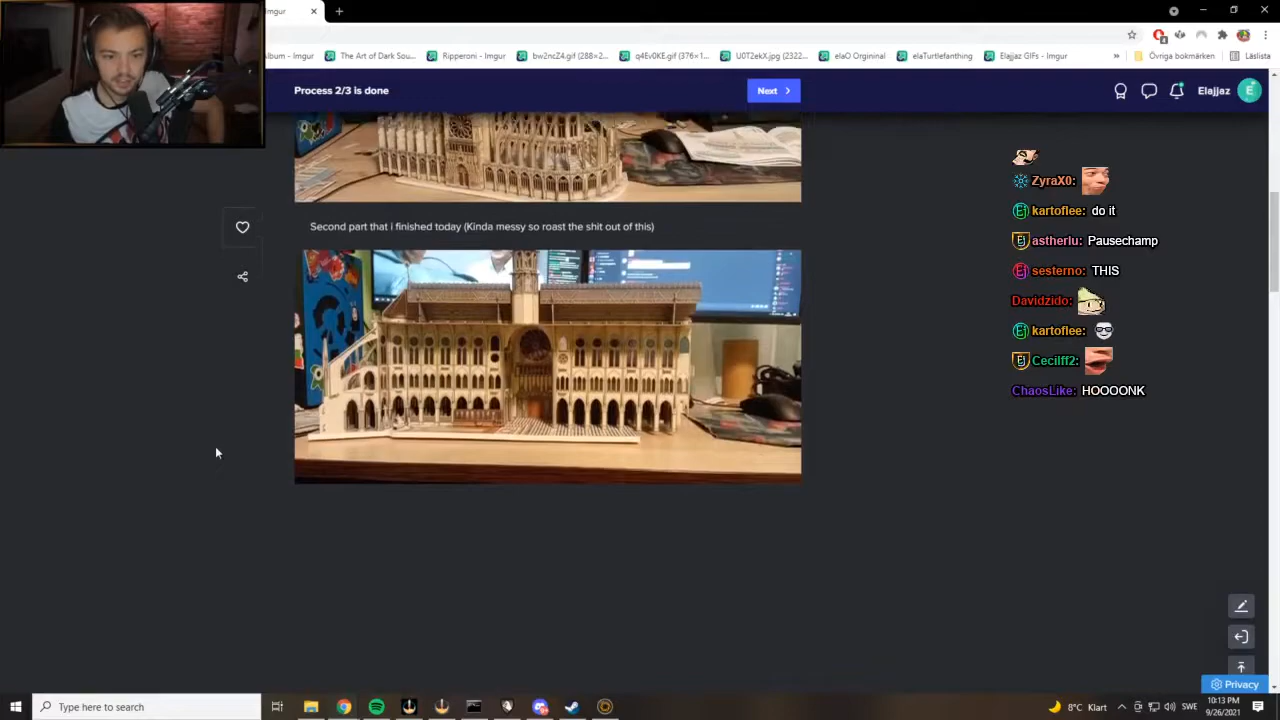 Imgur
lbum - Imgur
The Art of Dark Sou...
Ripperoni - Imgur
bw2ncZ4.gif (288×2...
q4Ev0KE.gif (376×1...
U0T2ekX.jpg (2322...
elaO Orgininal
elaTurtlefanthing
Elajjaz GIFs - Imgur
»
Övriga bokmärken
Läslista
Process 2/3 is done
Next
Elajjaz
E
Second part that i finished today (Kinda messy so roast the shit out of this)
ZyraX0:
kartoflee: do it
astherlu: Pausechamp
sesterno: THIS
Davidzido:
kartoflee:
Cecilff2:
ChaosLike: HOOOONK
Privacy
Type here to search
8°C Klart
SWE
10:13 PM
9/26/2021